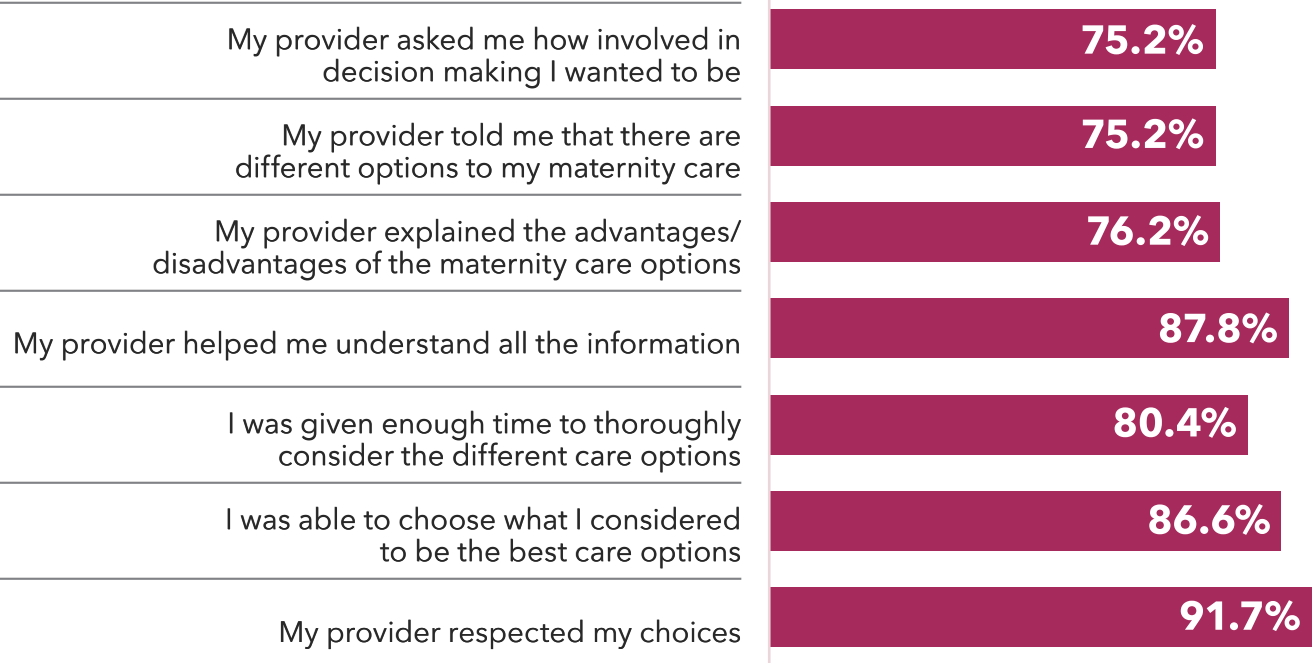 My provider asked me how involved in
decision making I wanted to be
75.2%
My provider told me that there are
different options to my maternity care
75.2%
My provider explained the advantages/
disadvantages of the maternity care options
76.2%
My provider helped me understand all the information
87.8%
I was given enough time to thoroughly
consider the different care options
80.4%
I was able to choose what I considered
to be the best care options
86.6%
My provider respected my choices
91.7%